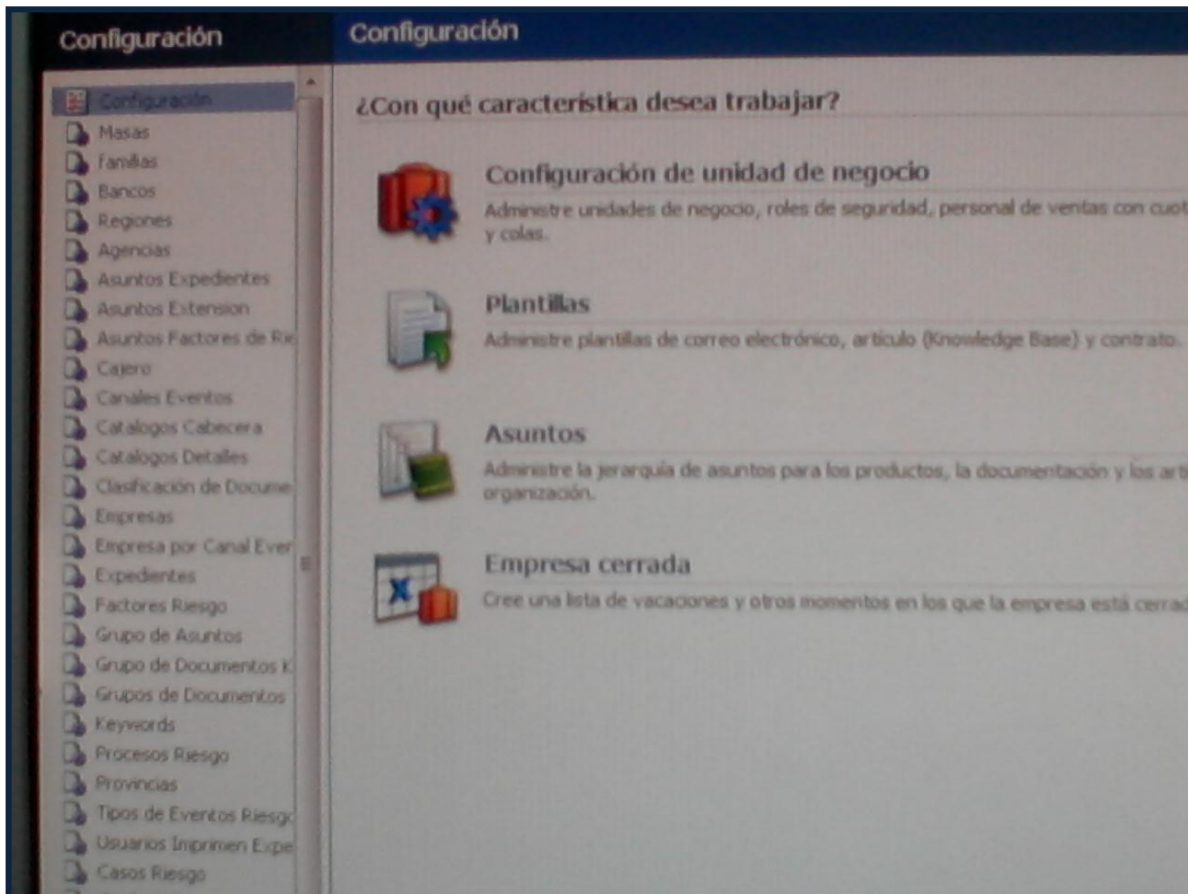 Configuración
Configuración
Configuración
Masas
Familias
Bancos
Regiones
Agencias
Asuntos Expedientes
Asuntos Extension
Asuntos Factores de Rie
Cajero
Canales Eventos
Catalogos Cabecera
Catalogos Detalles
Clasificación de Docume
Empresas
Empresa por Canal Even
Expedientes
Factores Riesgo
Grupo de Asuntos
Grupo de Documentos K
Grupos de Documentos
Keywords
Procesos Riesgo
Provincias
Tipos de Eventos Riesgo
Usuarios Imprimen Expe
Casos Riesgo
¿Con qué característica desea trabajar?
Configuración de unidad de negocio
Administre unidades de negocio, roles de seguridad, personal de ventas con cuot
y colas.
Plantillas
Administre plantillas de correo electrónico, artículo (Knowledge Base) y contrato.
Asuntos
Administre la jerarquía de asuntos para los productos, la documentación y los artí
organización.
Empresa cerrada
Cree una lista de vacaciones y otros momentos en los que la empresa está cerrad